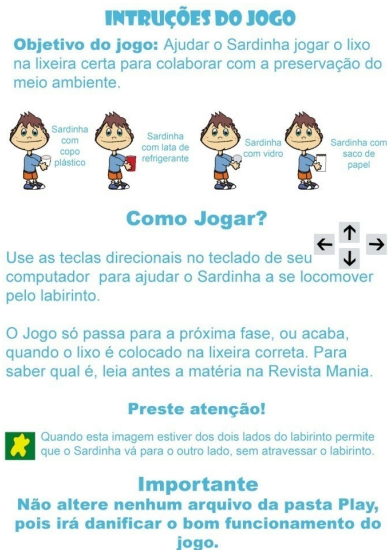 INTRUÇÕES DO JOGO
Objetivo do jogo: Ajudar o Sardinha jogar o lixo
na lixeira certa para colaborar com a preservação do
meio ambiente.
Sardinha
com
copo
plástico
Sardinha
com lata de
refrigerante
Sardinha
com vidro
Sardinha com
saco de
papel
Como Jogar?
Use as teclas direcionais no teclado de seu
computador para ajudar o Sardinha a se locomover
pelo labirinto.
O Jogo só passa para a próxima fase, ou acaba,
quando o lixo é colocado na lixeira correta. Para
saber qual é, leia antes a matéria na Revista Mania.
Preste atenção!
Quando esta imagem estiver dos dois lados do labirinto permite
que o Sardinha vá para o outro lado, sem atravessar o labirinto.
Importante
Não altere nenhum arquivo da pasta Play,
pois irá danificar o bom funcionamento do
jogo.